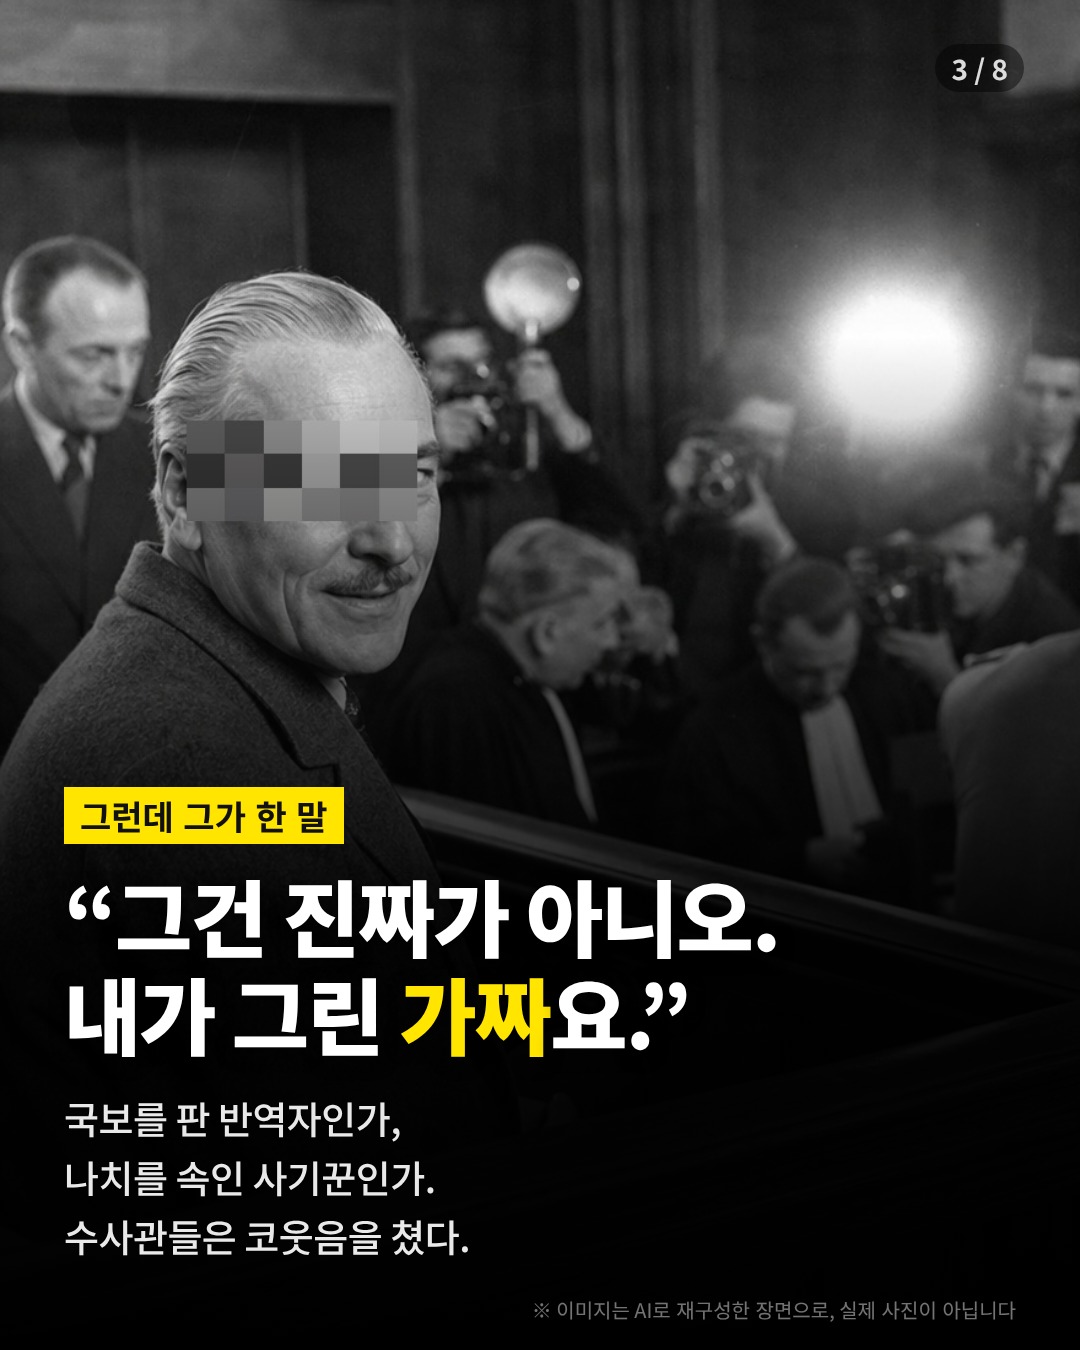 3 / 8
그런데 그가 한 말
“그건 진짜가 아니오.
내가 그린 가짜요.”
국보를 판 반역자인가,
나치를 속인 사기꾼인가.
수사관들은 코웃음을 쳤다.
※ 이미지는 AI로 재구성한 장면으로, 실제 사진이 아닙니다